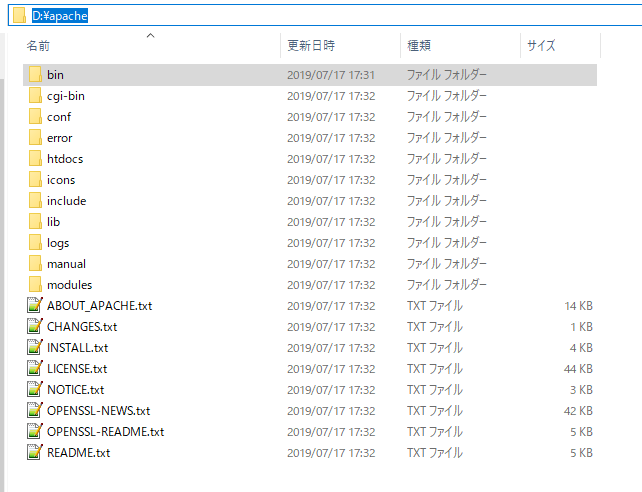 D:¥apache
名前 更新日時 種類 サイズ
bin 2019/07/17 17:31 ファイル フォルダー
cgi-bin 2019/07/17 17:32 ファイル フォルダー
conf 2019/07/17 17:32 ファイル フォルダー
error 2019/07/17 17:32 ファイル フォルダー
htdocs 2019/07/17 17:32 ファイル フォルダー
icons 2019/07/17 17:32 ファイル フォルダー
include 2019/07/17 17:32 ファイル フォルダー
lib 2019/07/17 17:32 ファイル フォルダー
logs 2019/07/17 17:32 ファイル フォルダー
manual 2019/07/17 17:32 ファイル フォルダー
modules 2019/07/17 17:32 ファイル フォルダー
ABOUT_APACHE.txt 2019/07/17 17:32 TXT ファイル 14 KB
CHANGES.txt 2019/07/17 17:32 TXT ファイル 1 KB
INSTALL.txt 2019/07/17 17:32 TXT ファイル 4 KB
LICENSE.txt 2019/07/17 17:32 TXT ファイル 44 KB
NOTICE.txt 2019/07/17 17:32 TXT ファイル 3 KB
OPENSSL-NEWS.txt 2019/07/17 17:32 TXT ファイル 42 KB
OPENSSL-README.txt 2019/07/17 17:32 TXT ファイル 5 KB
README.txt 2019/07/17 17:32 TXT ファイル 5 KB